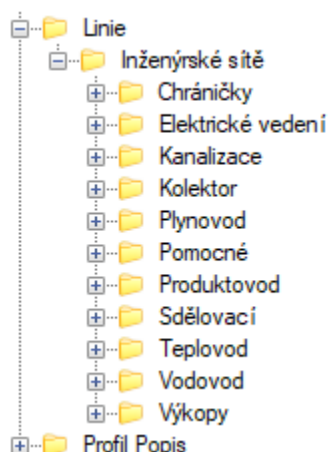 Linie
Inženýrské sítě
Chráničky
Elektrické vedení
Kanalizace
Kolektor
Plynovod
Pomocné
Produktovod
Sdělovací
Teplovod
Vodovod
Výkopy
Profil Popis